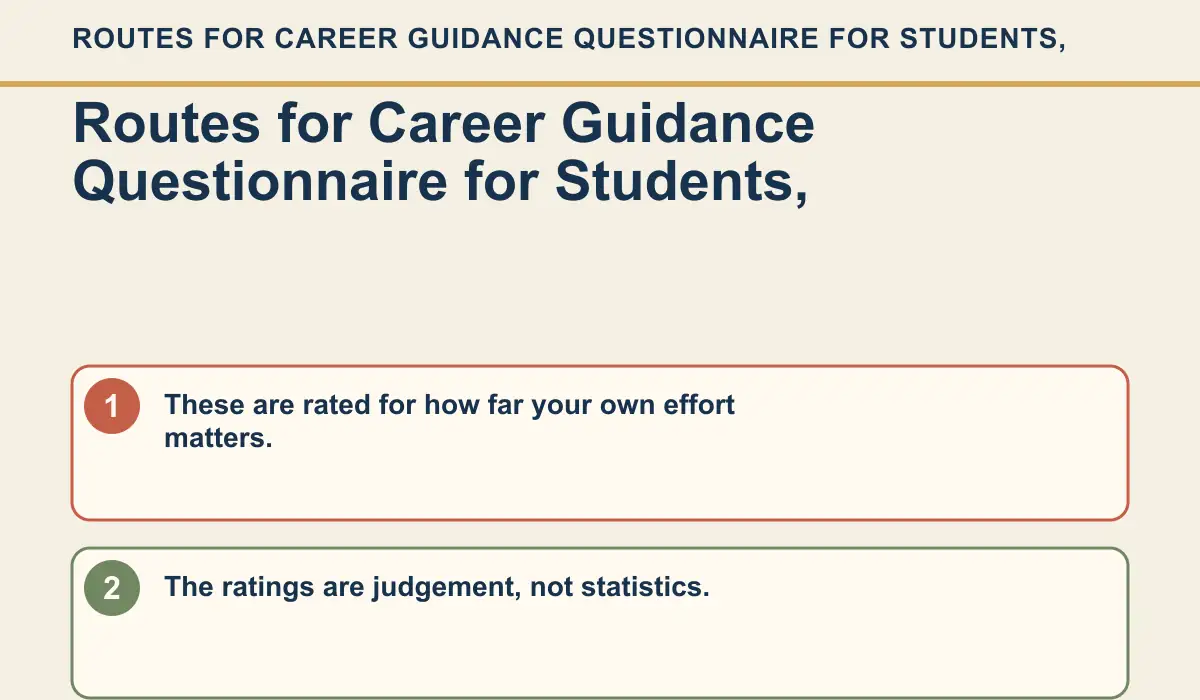 ROUTES FOR CAREER GUIDANCE QUESTIONNAIRE FOR STUDENTS,
Routes for Career Guidance
Questionnaire for Students,
1
These are rated for how far your own effort
matters.
2
The ratings are judgement, not statistics.